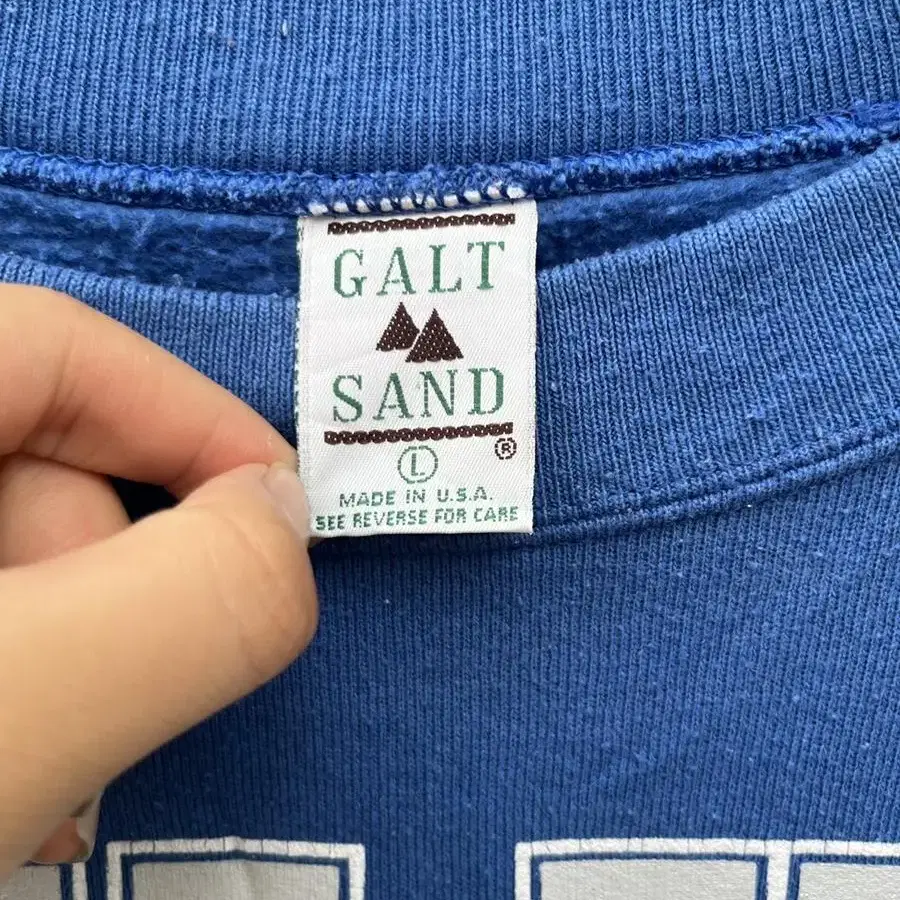 GALT
SAND
®
L
MADE IN U.S.A.
SEE REVERSE FOR CARE